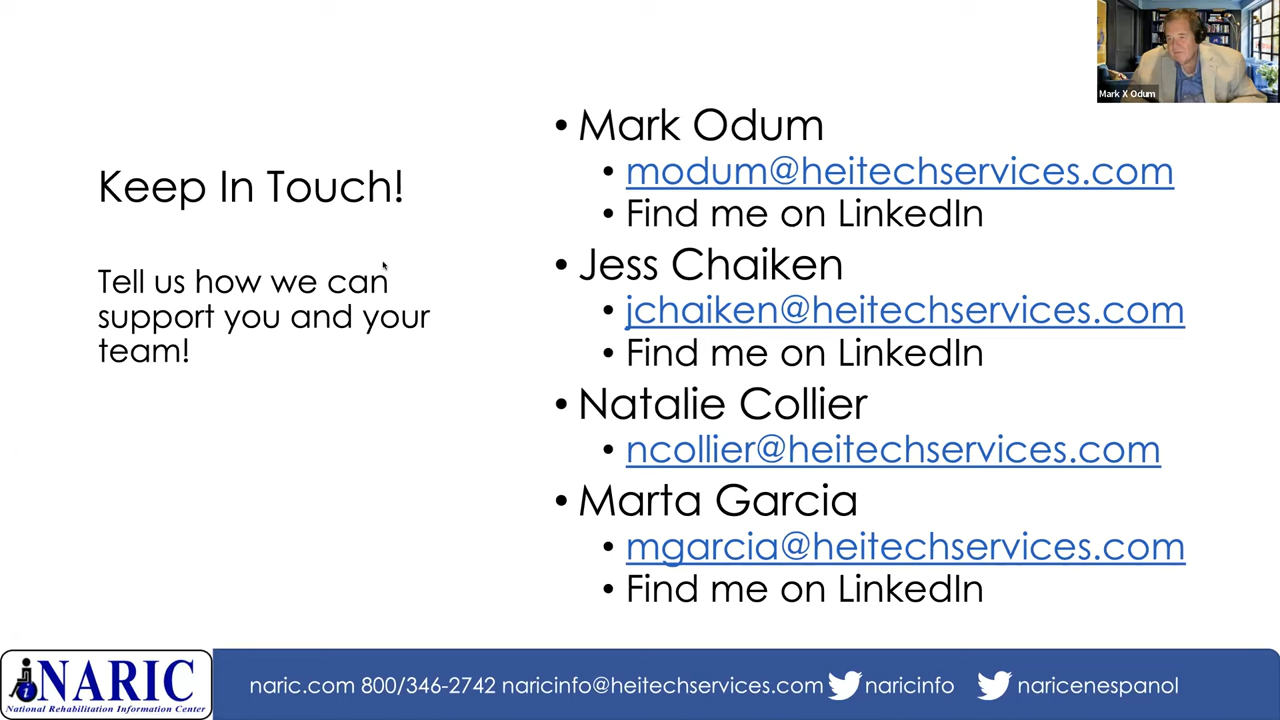 Mark X Odum
Keep In Touch!
Tell us how we can
support you and your
team!
• Mark Odum
• modum@heitechservices.com
• Find me on LinkedIn
• Jess Chaiken
• jchaiken@heitechservices.com
• Find me on LinkedIn
• Natalie Collier
• ncollier@heitechservices.com
• Marta Garcia
• mgarcia@heitechservices.com
• Find me on LinkedIn
NARIC
National Rehabilitation Information Center
naric.com 800/346-2742 naricinfo@heitechservices.com naricinfo naricenespanol